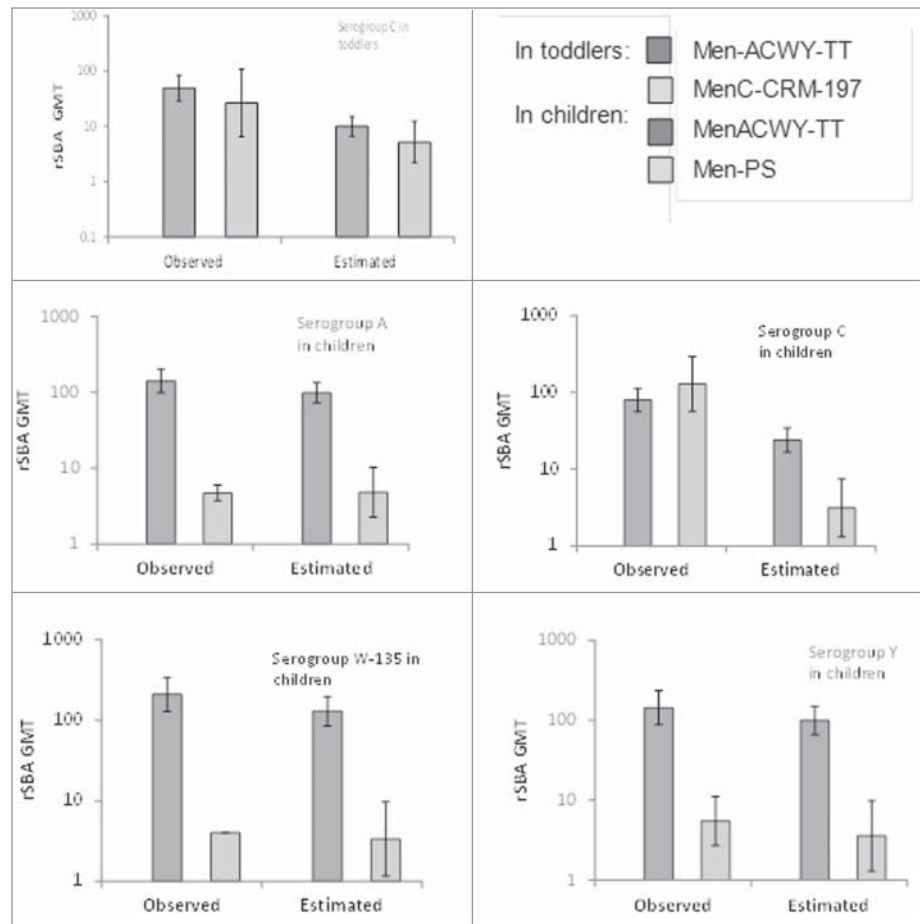 1000
100
10
1
0.1
rSBA GMT
Serogroup C in
toddlers
Observed
Estimated
In toddlers:
Men-ACWY-TT
MenC-CRM-197
In children:
MenACWY-TT
Men-PS
1000
100
10
1
rSBA GMT
Serogroup A
in children
Observed
Estimated
1000
100
10
1
rSBA GMT
Serogroup C
in children
Observed
Estimated
1000
100
10
1
rSBA GMT
Serogroup W-135 in
children
Observed
Estimated
1000
100
10
1
rSBA GMT
Serogroup Y
in children
Observed
Estimated